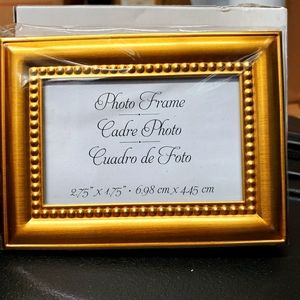 Photo Frame
Cadre Photo
Cuadro de Foto
2.75" x 1.75" • 6.98 cm x 4.45 cm